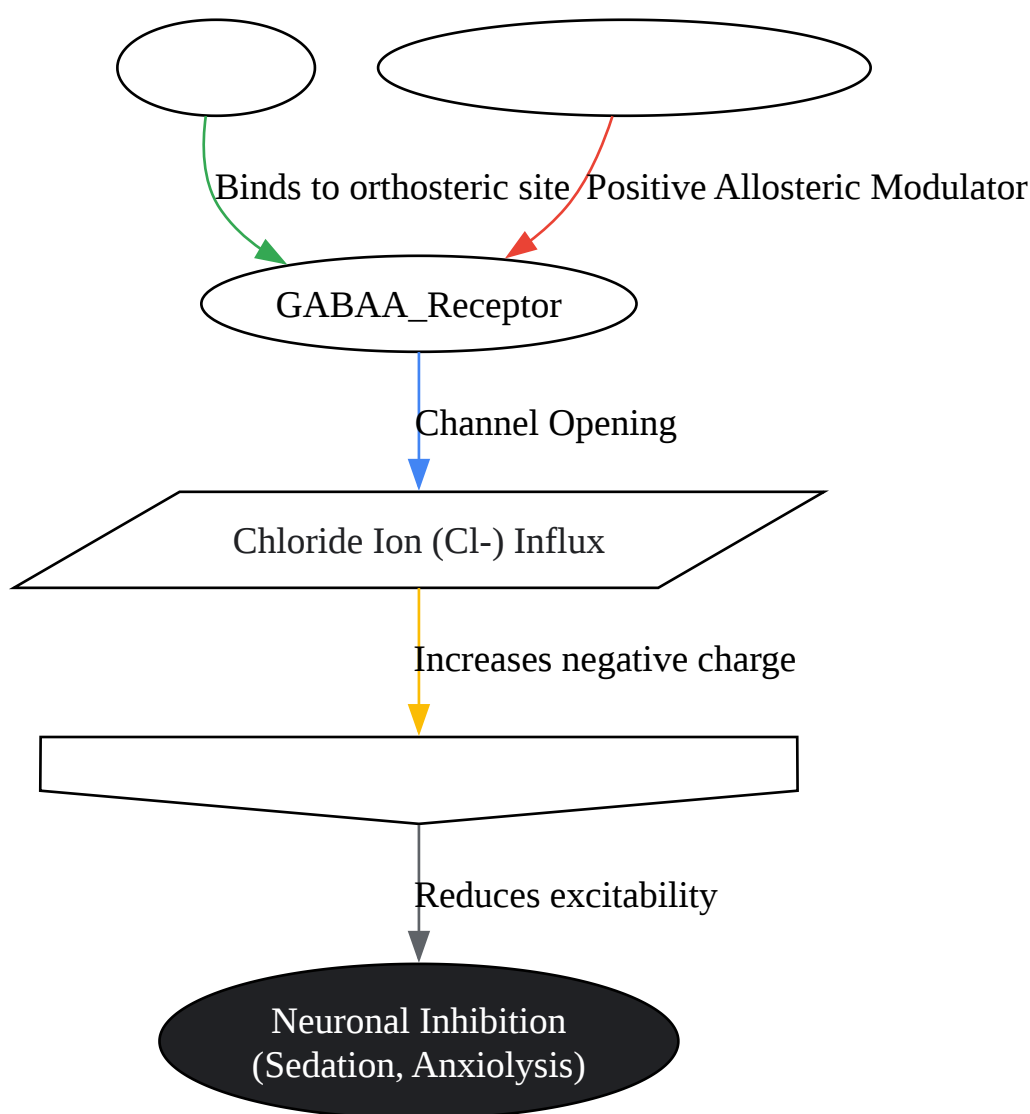 Binds to orthosteric site
Positive Allosteric Modulator
GABAA_Receptor
Channel Opening
Chloride Ion (Cl-) Influx
Increases negative charge
Reduces excitability
Neuronal Inhibition
(Sedation, Anxiolysis)